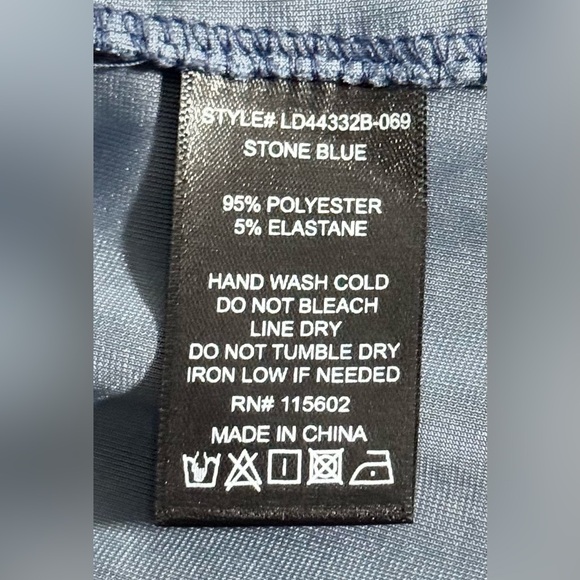 STYLE# LD44332B-069
STONE BLUE
95% POLYESTER
5% ELASTANE
HAND WASH COLD
DO NOT BLEACH
LINE DRY
DO NOT TUMBLE DRY
IRON LOW IF NEEDED
RN# 115602
MADE IN CHINA